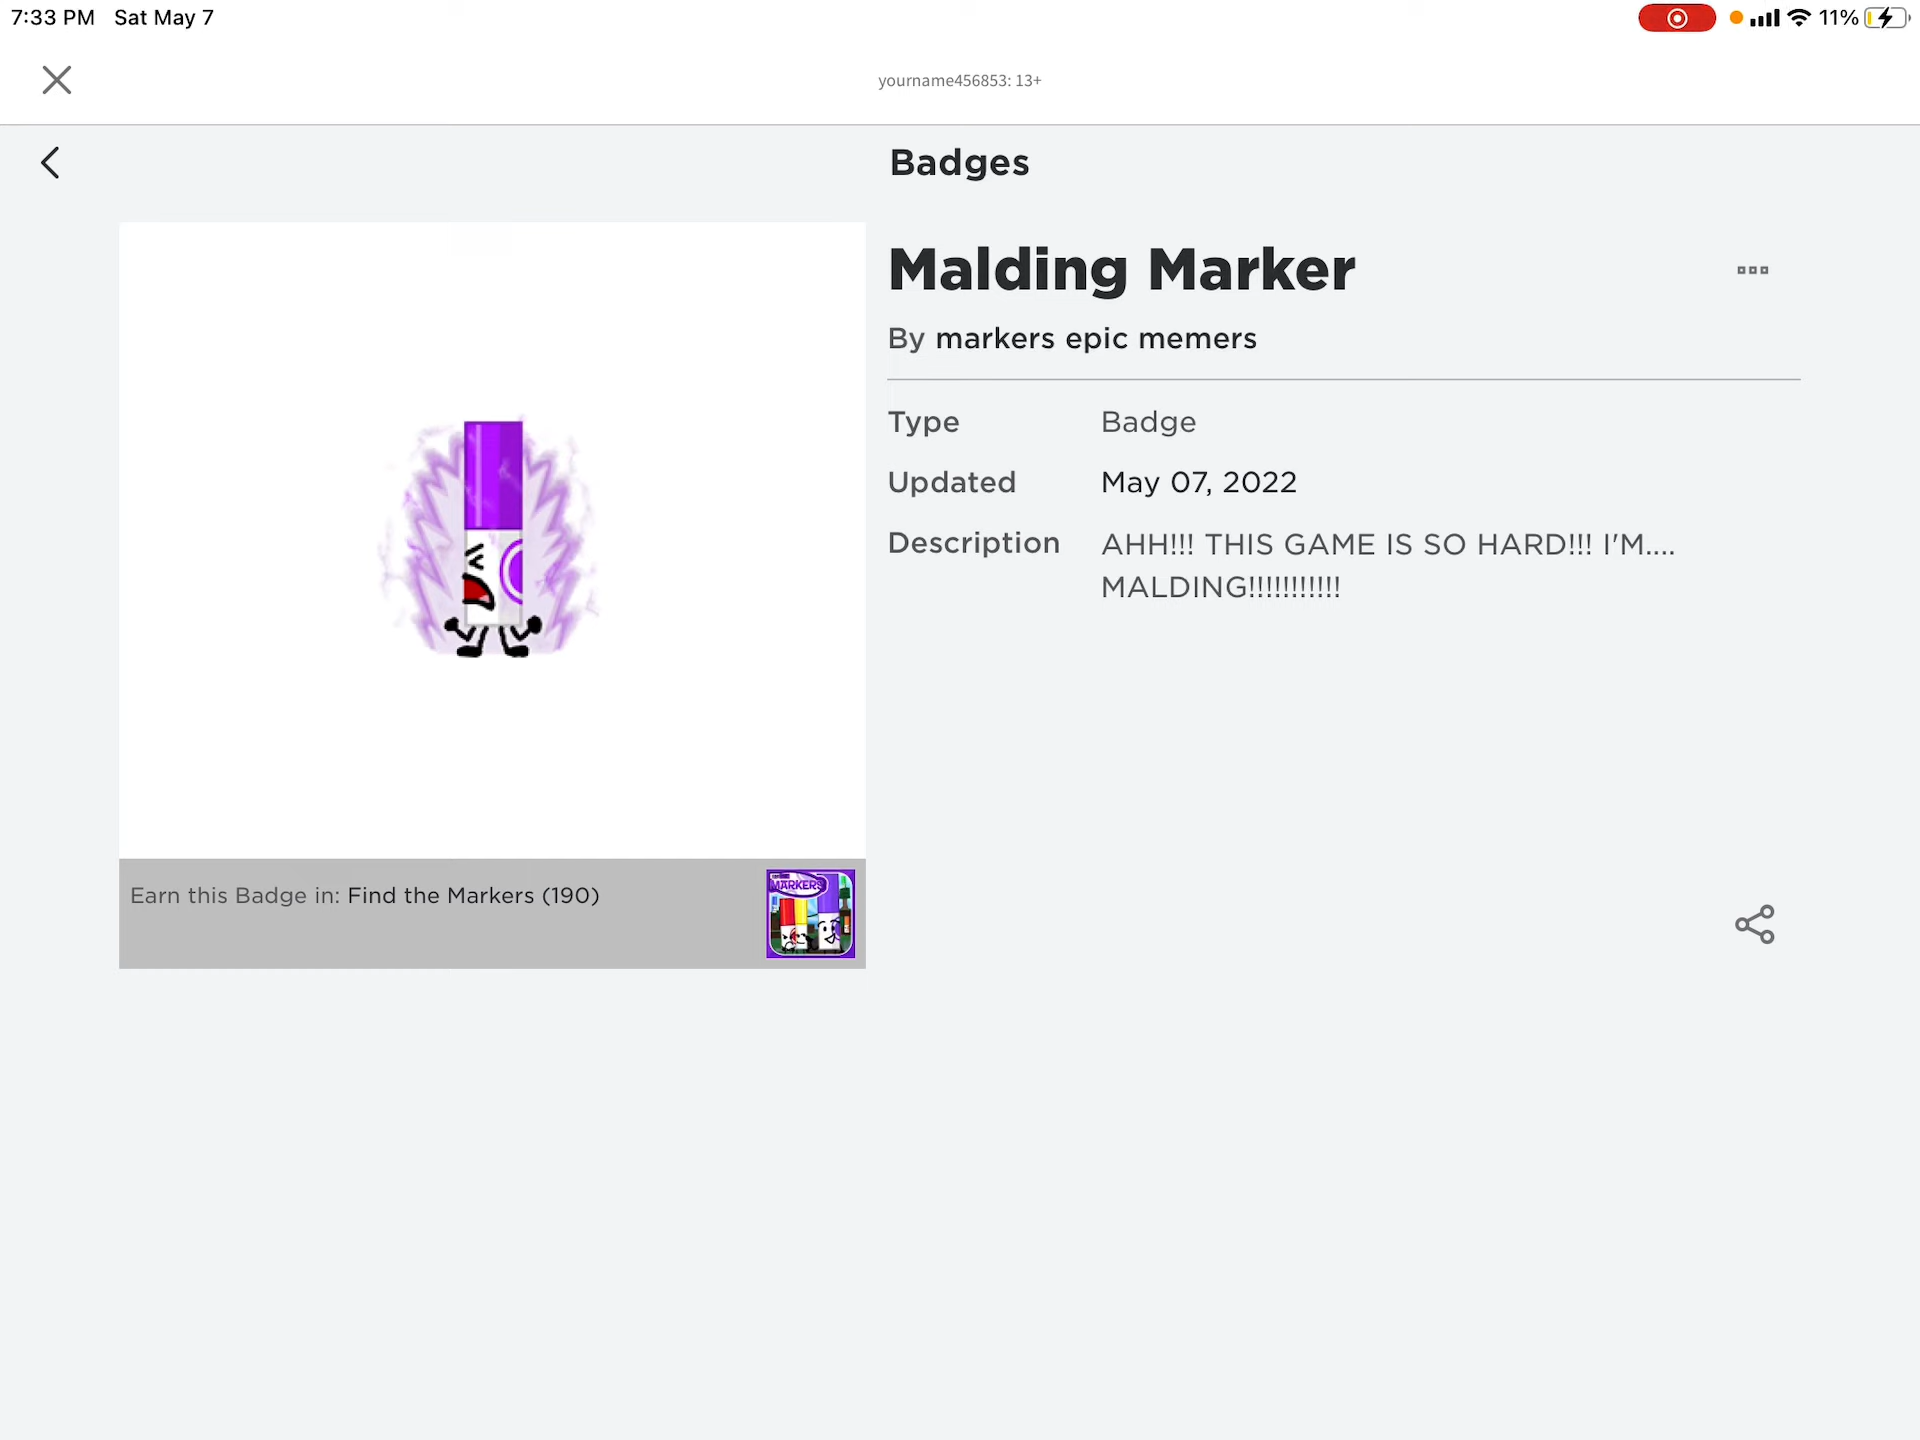 7:33 PM Sat May 7
11%
yourname456853: 13+
Badges
Malding Marker
By markers epic memers
Type Badge
Updated May 07, 2022
Description AHH!!! THIS GAME IS SO HARD!!! I'M....
MALDING!!!!!!!!!!!
Earn this Badge in: Find the Markers (190)
MARKERS